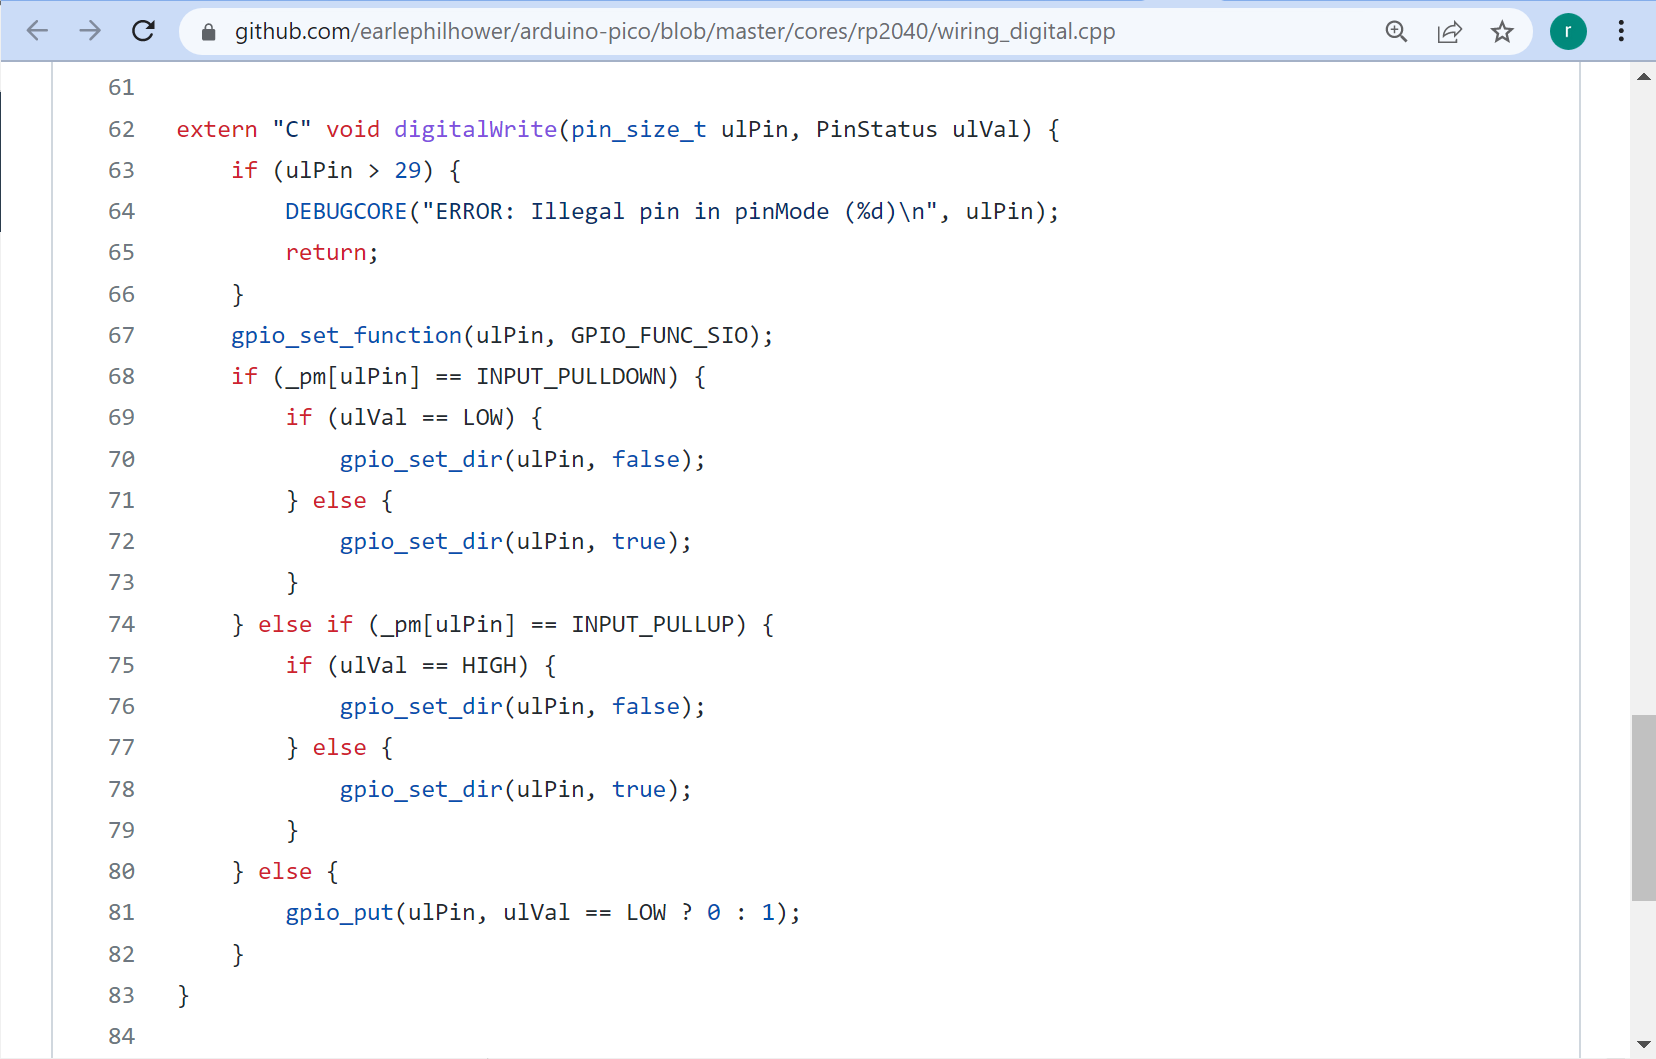 github.com/earlephilhower/arduino-pico/blob/master/cores/rp2040/wiring_digital.cpp
r
61
62 extern "C" void digitalWrite(pin_size_t ulPin, PinStatus ulVal) {
63 if (ulPin > 29) {
64 DEBUGCORE("ERROR: Illegal pin in pinMode (%d)\n", ulPin);
65 return;
66 }
67 gpio_set_function(ulPin, GPIO_FUNC_SIO);
68 if (_pm[ulPin] == INPUT_PULLDOWN) {
69 if (ulVal == LOW) {
70 gpio_set_dir(ulPin, false);
71 } else {
72 gpio_set_dir(ulPin, true);
73 }
74 } else if (_pm[ulPin] == INPUT_PULLUP) {
75 if (ulVal == HIGH) {
76 gpio_set_dir(ulPin, false);
77 } else {
78 gpio_set_dir(ulPin, true);
79 }
80 } else {
81 gpio_put(ulPin, ulVal == LOW ? 0 : 1);
82 }
83 }
84